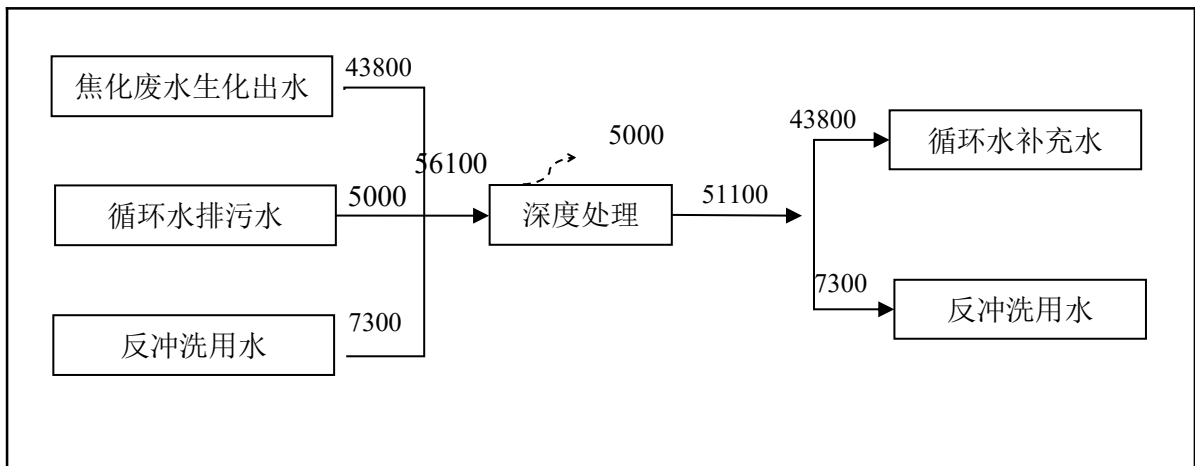 焦化废水生化出水
43800
循环水排污水
5000
反冲洗用水
7300
56100
5000
深度处理
51100
43800
循环水补充水
7300
反冲洗用水